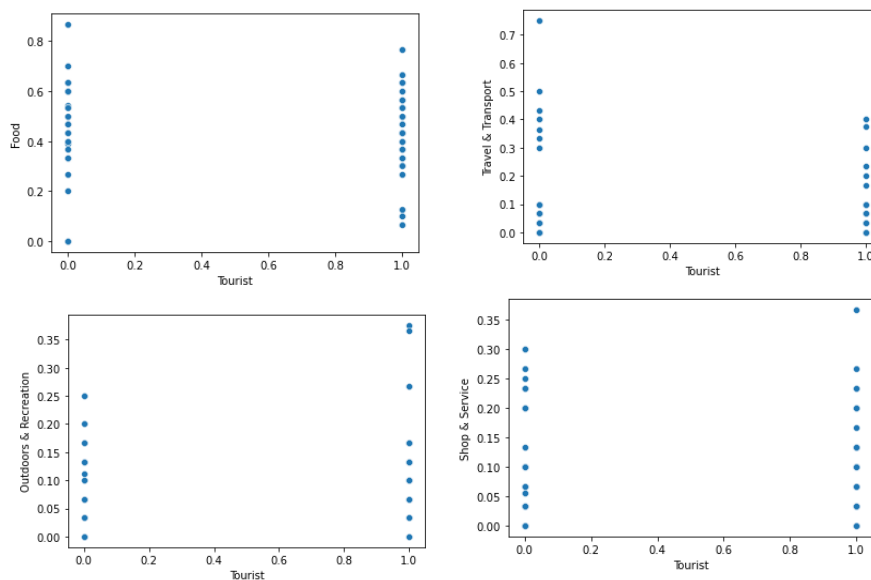 Food
0.8
0.6
0.4
0.2
0.0
0.0 0.2 0.4 0.6 0.8 1.0
Tourist
Travel & Transport
0.7
0.6
0.5
0.4
0.3
0.2
0.1
0.0
0.0 0.2 0.4 0.6 0.8 1.0
Tourist
Outdoors & Recreation
0.35
0.30
0.25
0.20
0.15
0.10
0.05
0.00
0.0 0.2 0.4 0.6 0.8 1.0
Tourist
Shop & Service
0.35
0.30
0.25
0.20
0.15
0.10
0.05
0.00
0.0 0.2 0.4 0.6 0.8 1.0
Tourist